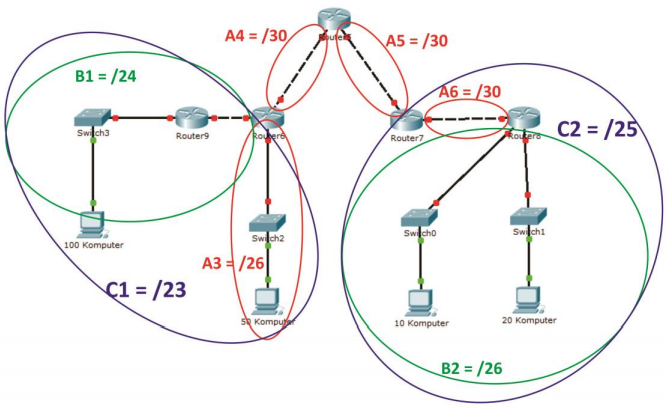 A4 = /30
A5 = /30
B1 = /24
A6 = /30
C2 = /25
Switch3
Router9
Router6
Router7
Router8
Switch2
Switch0
Switch1
100 Komputer
A3 = /26
C1 = /23
50 Komputer
10 Komputer
20 Komputer
B2 = /26